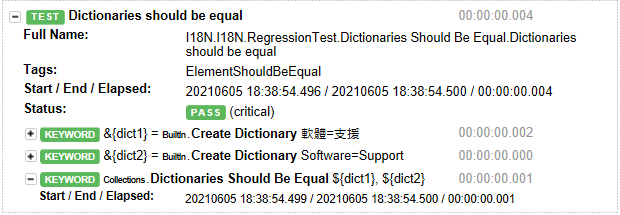 TEST Dictionaries should be equal 00:00:00.004
Full Name: I18N.I18N.RegressionTest.Dictionaries Should Be Equal.Dictionaries
should be equal
Tags: ElementShouldBeEqual
Start / End / Elapsed: 20210605 18:38:54.496 / 20210605 18:38:54.500 / 00:00:00.004
Status: PASS (critical)
KEYWORD &{dict1} = BuiltIn.Create Dictionary 軟體=支援 00:00:00.002
KEYWORD &{dict2} = BuiltIn.Create Dictionary Software=Support 00:00:00.000
KEYWORD Collections.Dictionaries Should Be Equal ${dict1}, ${dict2} 00:00:00.001
Start / End / Elapsed: 20210605 18:38:54.499 / 20210605 18:38:54.500 / 00:00:00.001